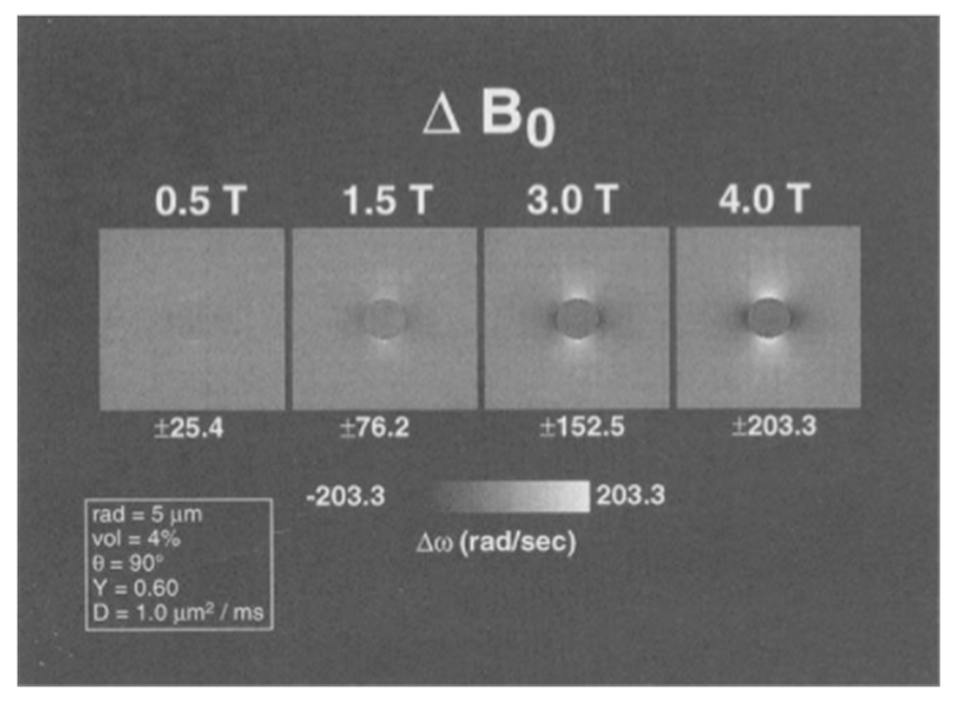 Δ B₀
0.5 T 1.5 T 3.0 T 4.0 T
±25.4 ±76.2 ±152.5 ±203.3
-203.3 203.3
Δω (rad/sec)
rad = 5 μm
vol = 4%
θ = 90°
Y = 0.60
D = 1.0 μm² / ms